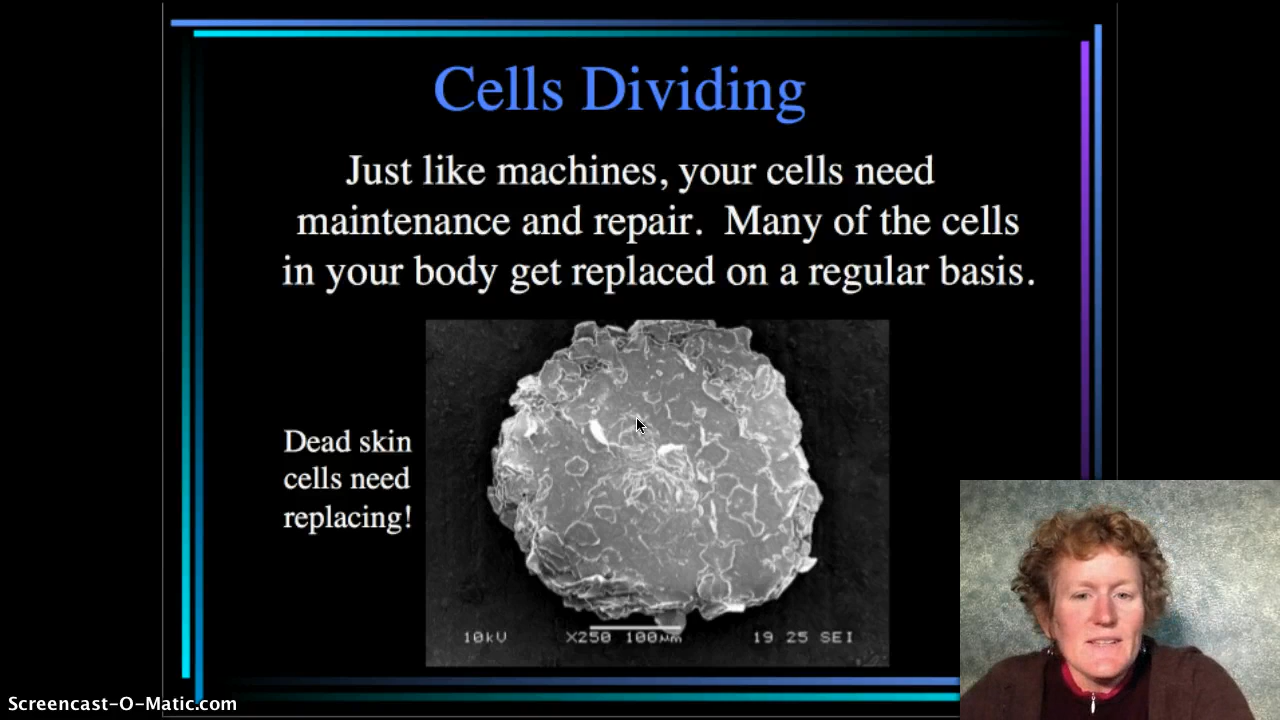 Cells Dividing
Just like machines, your cells need
maintenance and repair.  Many of the cells
in your body get replaced on a regular basis.
Dead skin
cells need
replacing!
10kV X250 100µm 19 25 SEI
Screencast-O-Matic.com